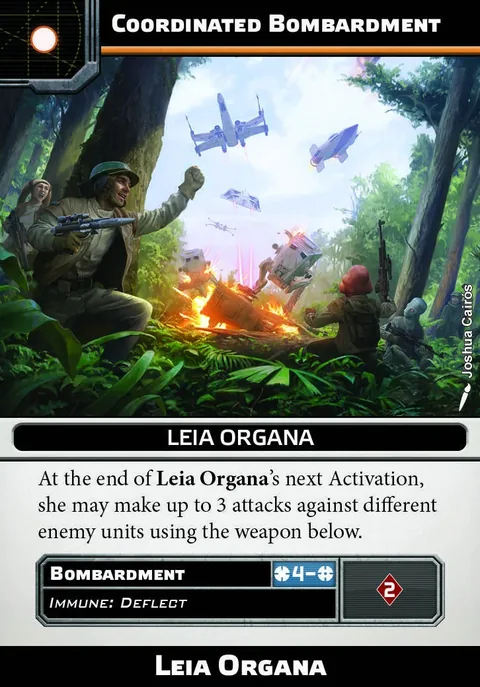 Coordinated Bombardment
Joshua Cairós
LEIA ORGANA
At the end of Leia Organa's next Activation,
she may make up to 3 attacks against different
enemy units using the weapon below.
Bombardment 4–
Immune: Deflect
2
Leia Organa